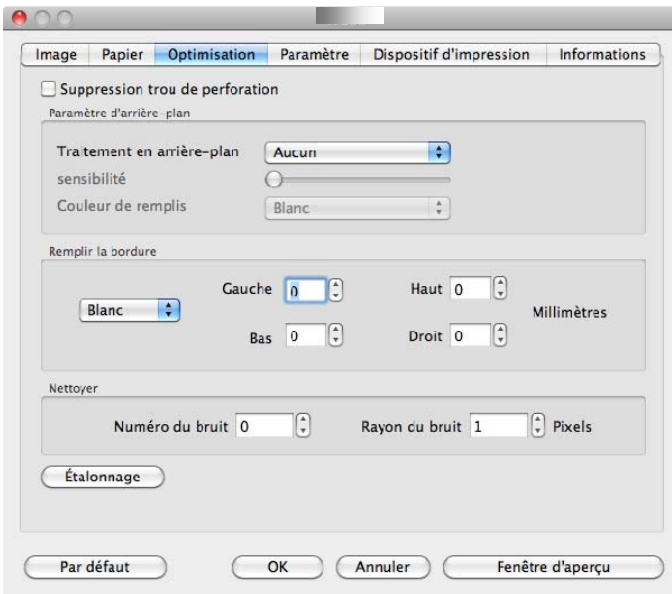 Image Papier Optimisation Paramètre Dispositif d'impression Informations
Suppression trou de perforation
Paramètre d'arrière-plan
Traitement en arrière-plan Aucun
sensibilité
Couleur de remplis Blanc
Remplir la bordure
Gauche 0 Haut 0
Blanc Millimètres
Bas 0 Droit 0
Nettoyer
Numéro du bruit 0 Rayon du bruit 1 Pixels
Étalonnage
Par défaut OK Annuler Fenêtre d'aperçu